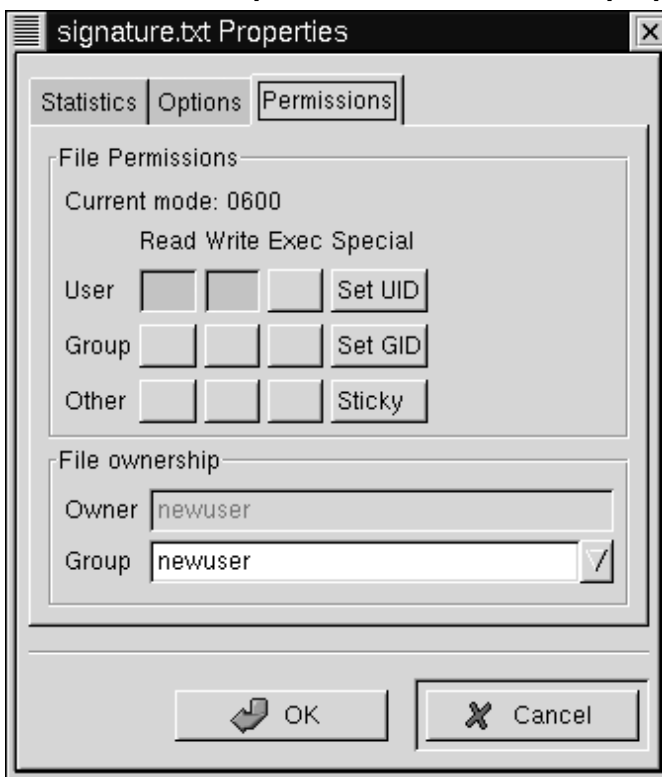 signature.txt Properties
Statistics Options Permissions
File Permissions
Current mode: 0600
Read Write Exec Special
User Set UID
Group Set GID
Other Sticky
File ownership
Owner newuser
Group newuser
OK Cancel